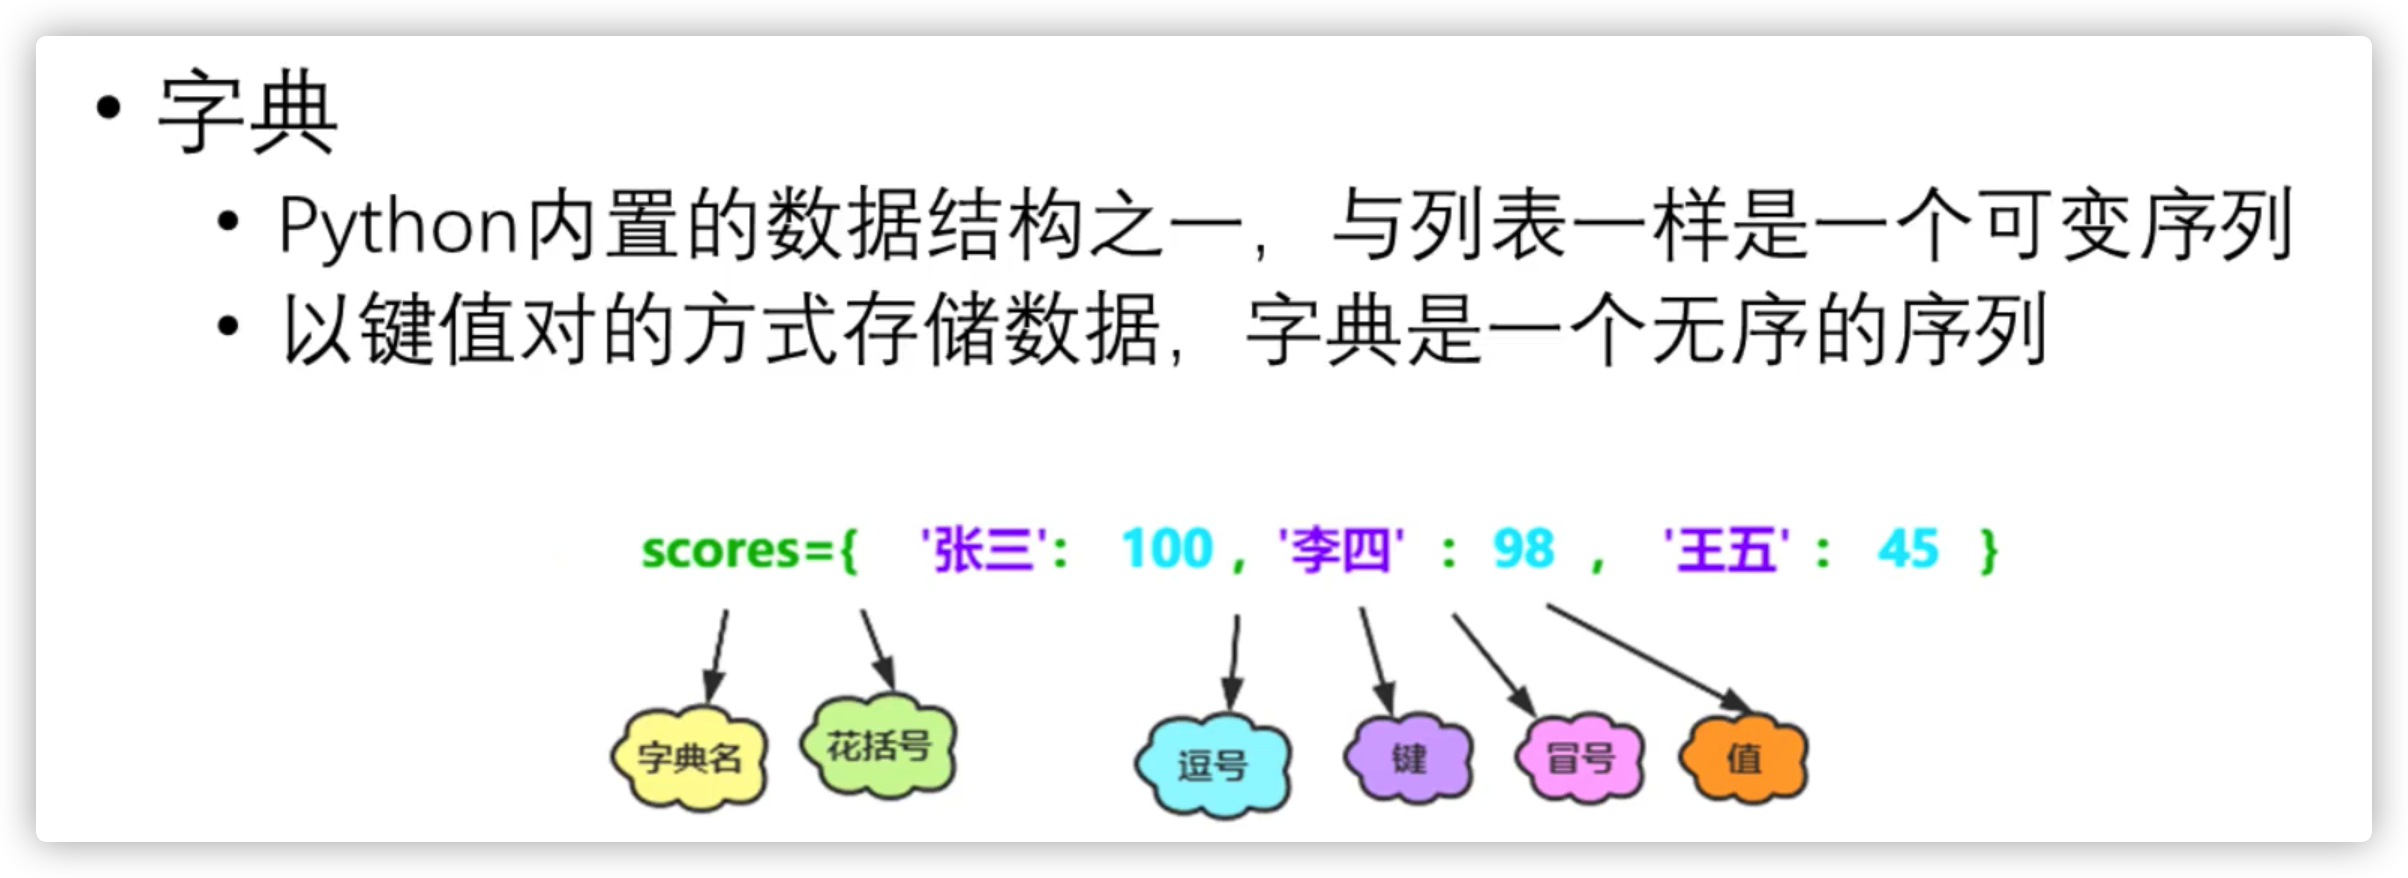 • 字典
• Python内置的数据结构之一，与列表一样是一个可变序列
• 以键值对的方式存储数据，字典是一个无序的序列
scores={ '张三': 100 , '李四' : 98 , '王五' : 45 }
字典名 花括号 逗号 键 冒号 值